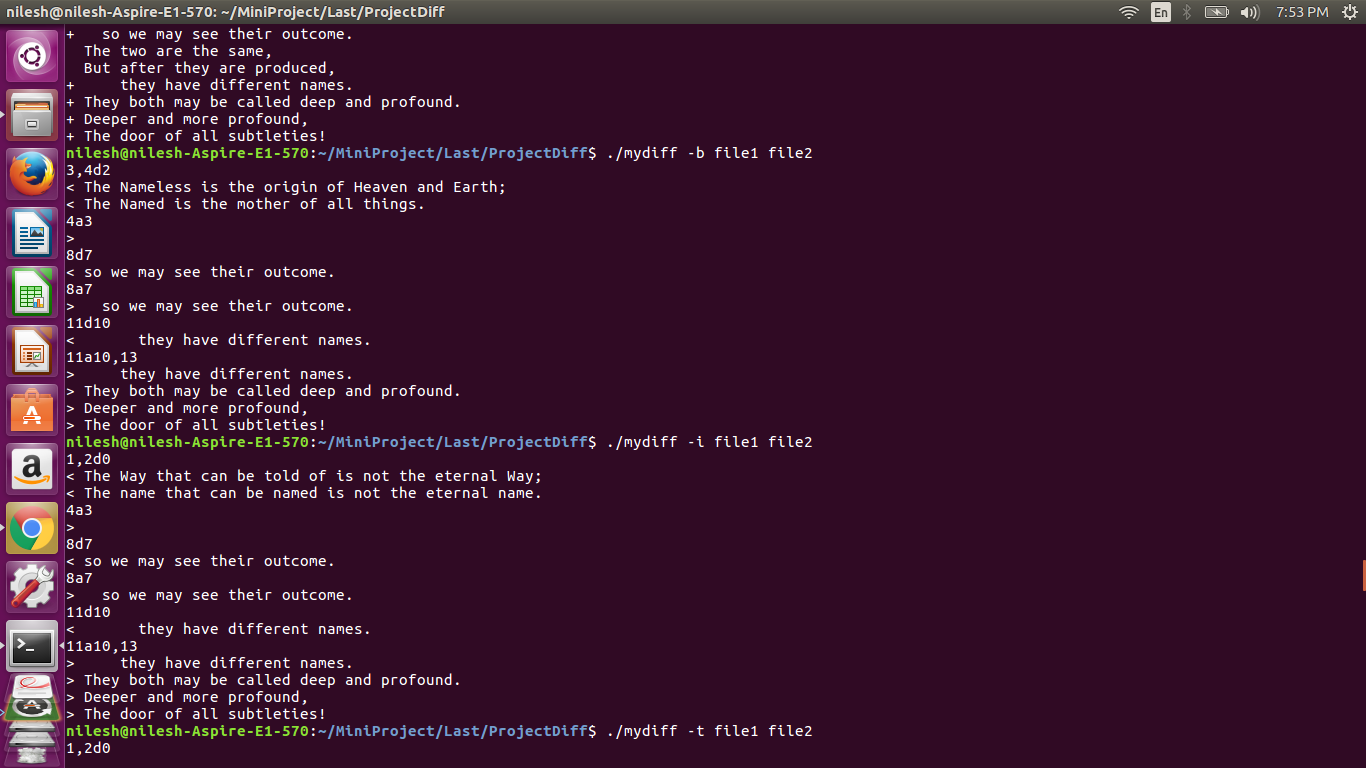 nilesh@nilesh-Aspire-E1-570: ~/MiniProject/Last/ProjectDiff
En
7:53 PM
+   so we may see their outcome.
  The two are the same,
  But after they are produced,
+     they have different names.
+ They both may be called deep and profound.
+ Deeper and more profound,
+ The door of all subtleties!
nilesh@nilesh-Aspire-E1-570:~/MiniProject/Last/ProjectDiff$ ./mydiff -b file1 file2
3,4d2
< The Nameless is the origin of Heaven and Earth;
< The Named is the mother of all things.
4a3
>
8d7
< so we may see their outcome.
8a7
>   so we may see their outcome.
11d10
<       they have different names.
11a10,13
>     they have different names.
> They both may be called deep and profound.
> Deeper and more profound,
> The door of all subtleties!
nilesh@nilesh-Aspire-E1-570:~/MiniProject/Last/ProjectDiff$ ./mydiff -i file1 file2
1,2d0
< The Way that can be told of is not the eternal Way;
< The name that can be named is not the eternal name.
4a3
>
8d7
< so we may see their outcome.
8a7
>   so we may see their outcome.
11d10
<       they have different names.
11a10,13
>     they have different names.
> They both may be called deep and profound.
> Deeper and more profound,
> The door of all subtleties!
nilesh@nilesh-Aspire-E1-570:~/MiniProject/Last/ProjectDiff$ ./mydiff -t file1 file2
1,2d0